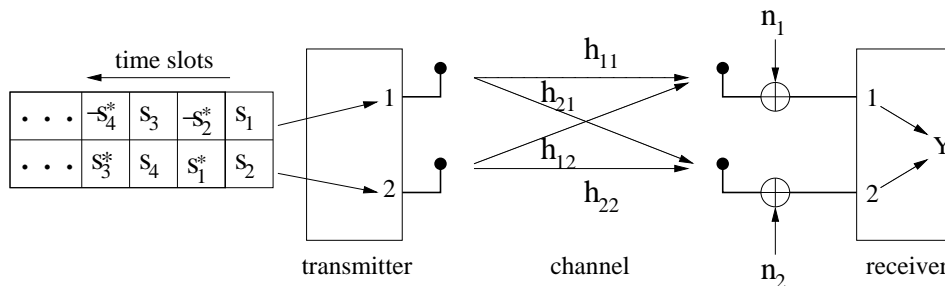 time slots
. . . -s₄* s₃ -s₂* s₁
. . . s₃* s₄ s₁* s₂
1
2
transmitter
h₁₁
h₂₁
h₁₂
h₂₂
channel
n₁
n₂
1
2
Y
receiver